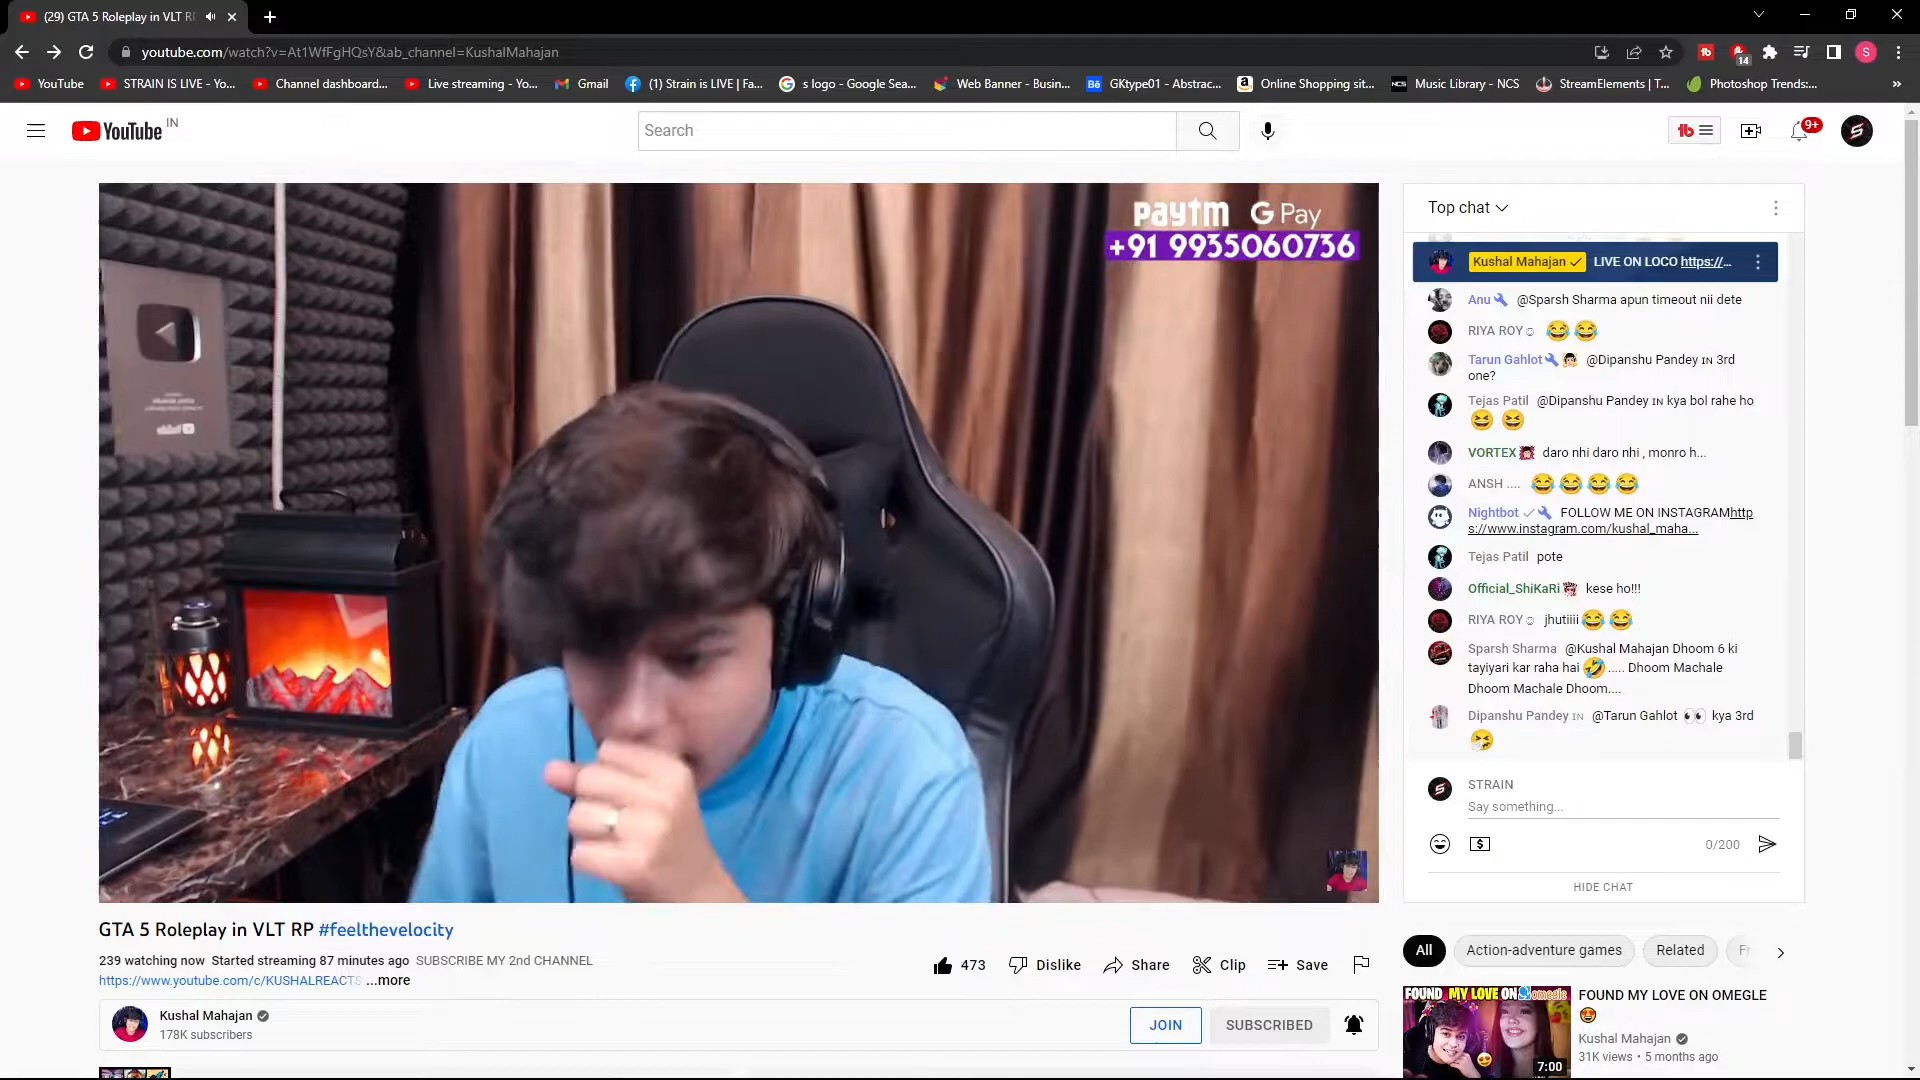 (29) GTA 5 Roleplay in VLT R
youtube.com/watch?v=At1WfFgHQsY&ab_channel=KushalMahajan
14
S
YouTube
STRAIN IS LIVE - Yo...
Channel dashboard...
Live streaming - Yo...
Gmail
(1) Strain is LIVE | Fa...
s logo - Google Sea...
Web Banner - Busin...
GKtype01 - Abstrac...
Online Shopping sit...
Music Library - NCS
StreamElements | T...
Photoshop Trends:...
YouTube IN
Search
9+
paytm G Pay
+91 9935060736
Top chat
Kushal Mahajan LIVE ON LOCO https://...
Anu @Sparsh Sharma apun timeout nii dete
RIYA ROY
Tarun Gahlot @Dipanshu Pandey IN 3rd
one?
Tejas Patil @Dipanshu Pandey IN kya bol rahe ho
VORTEX daro nhi daro nhi , monro h...
ANSH ....
Nightbot FOLLOW ME ON INSTAGRAMhttp
s://www.instagram.com/kushal_maha...
Tejas Patil pote
Official_ShiKaRi kese ho!!!
RIYA ROY jhutiiii
Sparsh Sharma @Kushal Mahajan Dhoom 6 ki
tayiyari kar raha hai ..... Dhoom Machale
Dhoom Machale Dhoom....
Dipanshu Pandey IN @Tarun Gahlot kya 3rd
STRAIN
Say something...
0/200
HIDE CHAT
GTA 5 Roleplay in VLT RP #feelthevelocity
239 watching now Started streaming 87 minutes ago SUBSCRIBE MY 2nd CHANNEL
https://www.youtube.com/c/KUSHALREACTS ...more
473 Dislike Share Clip Save
Kushal Mahajan
178K subscribers
JOIN
SUBSCRIBED
All
Action-adventure games
Related
Fr
FOUND MY LOVE ON omegle
7:00
FOUND MY LOVE ON OMEGLE
Kushal Mahajan
31K views • 5 months ago